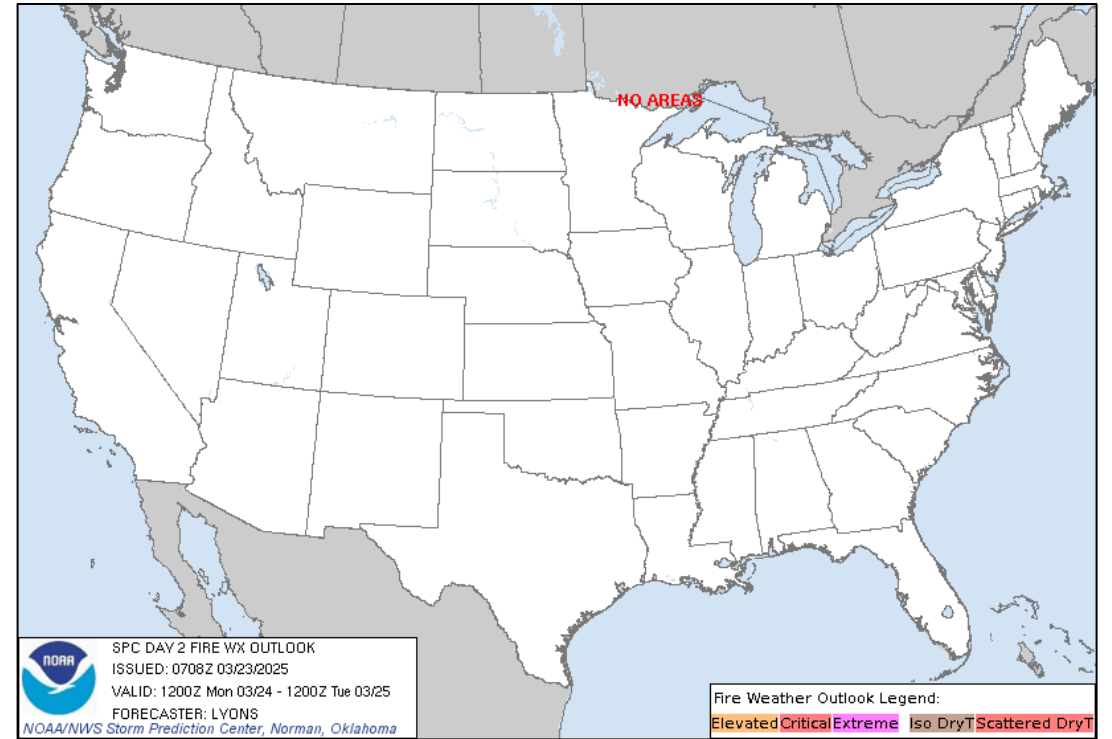 NO AREAS
NOAA
SPC DAY 2 FIRE WX OUTLOOK
ISSUED: 0708Z 03/23/2025
VALID: 1200Z Mon 03/24 - 1200Z Tue 03/25
FORECASTER: LYONS
NOAA/NWS Storm Prediction Center, Norman, Oklahoma
Fire Weather Outlook Legend:
Elevated Critical Extreme Iso DryT Scattered DryT